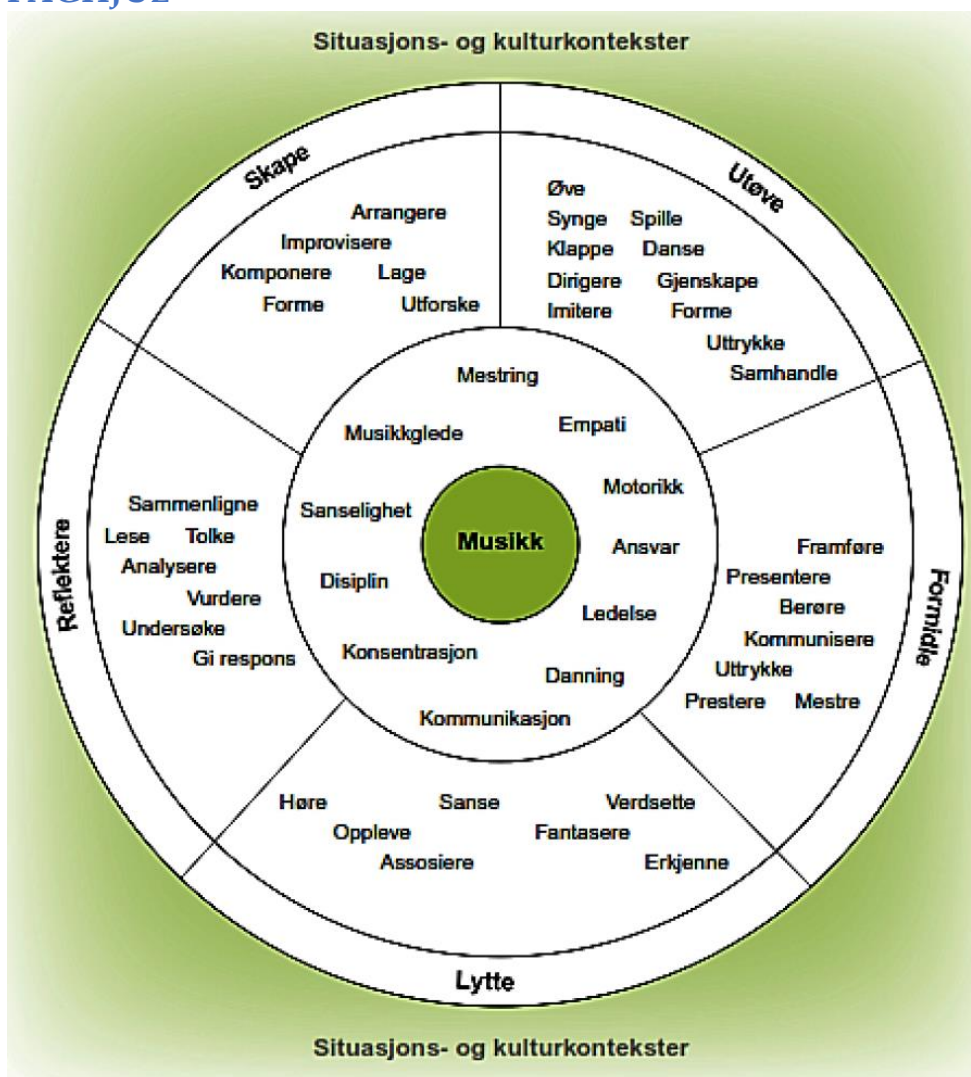 Situasjons- og kulturkontekster
Skape
Arrangere
Improvisere
Komponere Lage
Forme Utforske
Utøve
Øve
Synge Spille
Klappe Danse
Dirigere Gjenskape
Imitere Forme
Uttrykke
Samhandle
Formidle
Framføre
Presentere
Berøre
Kommunisere
Uttrykke
Prestere Mestre
Lytte
Høre Sanse Verdsette
Oppleve Fantasere
Assosiere Erkjenne
Reflektere
Sammenligne
Lese Tolke
Analysere
Vurdere
Undersøke
Gi respons
Mestring
Musikkglede Empati
Sanselighet Motorikk
Musikk
Ansvar
Disiplin Ledelse
Konsentrasjon Danning
Kommunikasjon
Situasjons- og kulturkontekster